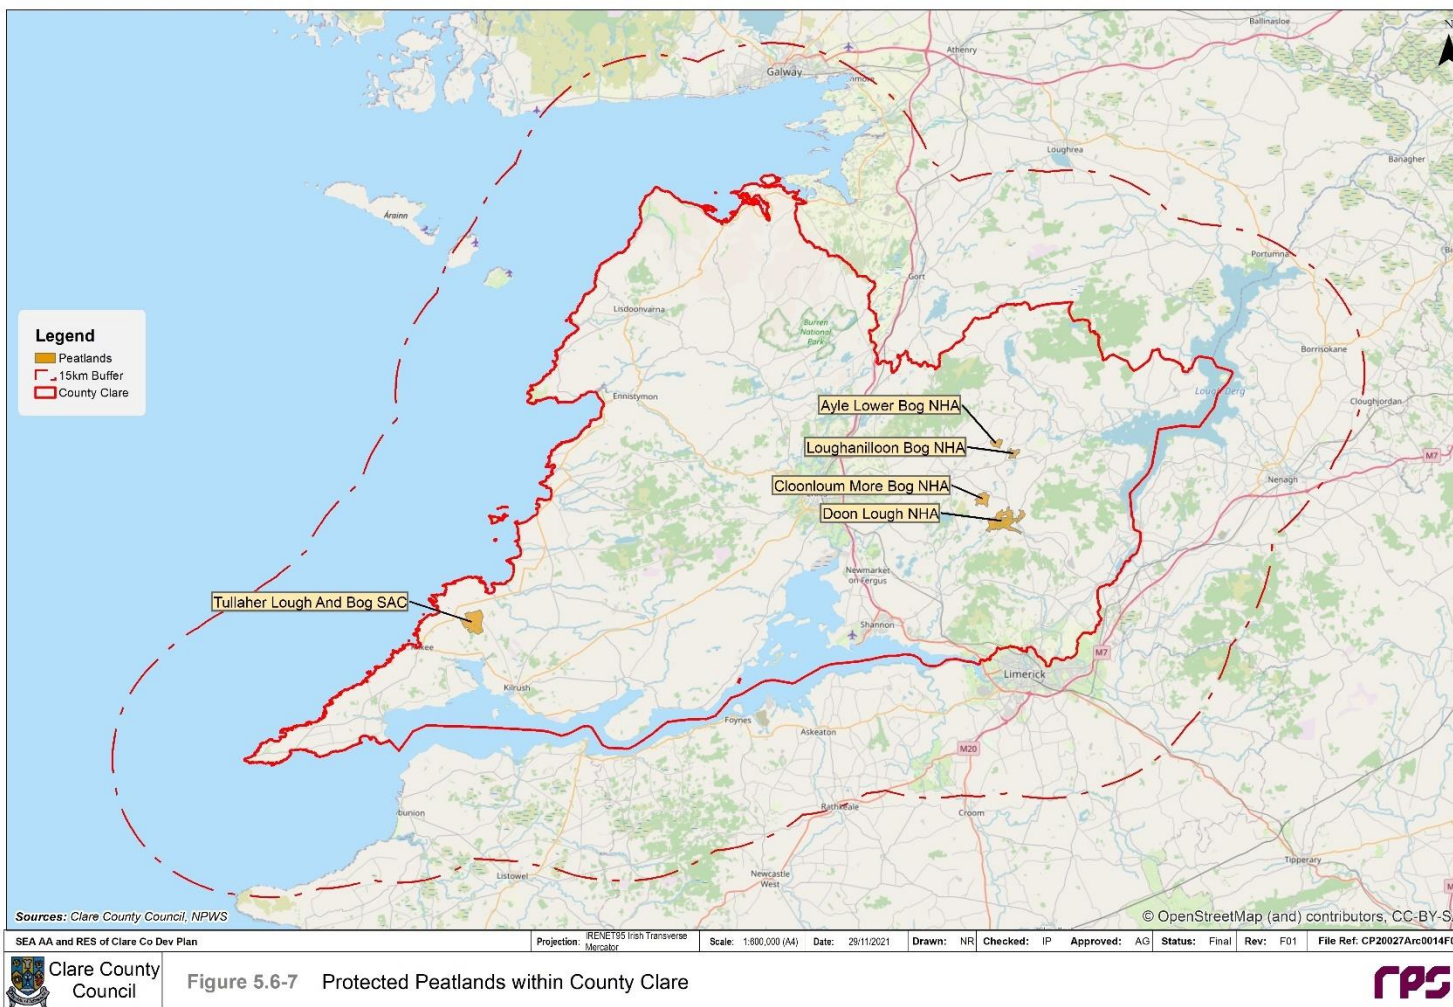 Ballinasloe
Athenry
Galway
Loughrea
Banagher
Árainn
Portumna
Gort
Lisdoonvarna
Burren
National
Park
Legend
Peatlands
15km Buffer
County Clare
Borrisokane
Lough Derg
Cloughjordan
Ennistymon
Ayle Lower Bog NHA
Loughanilloon Bog NHA
M7
Nenagh
Cloonloum More Bog NHA
Doon Lough NHA
Newmarket
on Fergus
Tullaher Lough And Bog SAC
Shannon
M7
Limerick
Kilrush
Foynes
Askeaton
M20
Rathkeale
Croom
Tipperary
Listowel
Newcastle
West
Sources: Clare County Council, NPWS
© OpenStreetMap (and) contributors, CC-BY-S
SEA AA and RES of Clare Co Dev Plan
Projection: IRENET95 Irish Transverse
Mercator
Scale: 1:600,000 (A4)
Date: 29/11/2021
Drawn: NR
Checked: IP
Approved: AG
Status: Final
Rev: F01
File Ref: CP20027Arc0014F0
Clare County
Council
Figure 5.6-7 Protected Peatlands within County Clare
rps